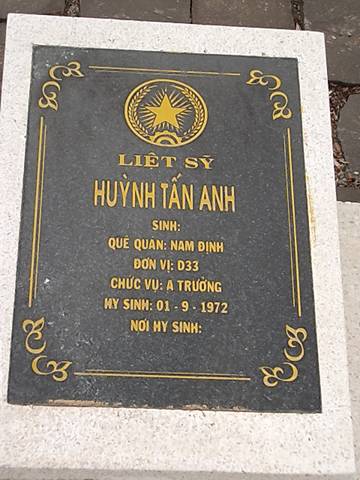 LIỆT SỸ
HUỲNH TẤN ANH
SINH:
QUÊ QUÁN: NAM ĐỊNH
ĐƠN VỊ: D33
CHỨC VỤ: A TRƯỞNG
HY SINH: 01 - 9 - 1972
NƠI HY SINH: